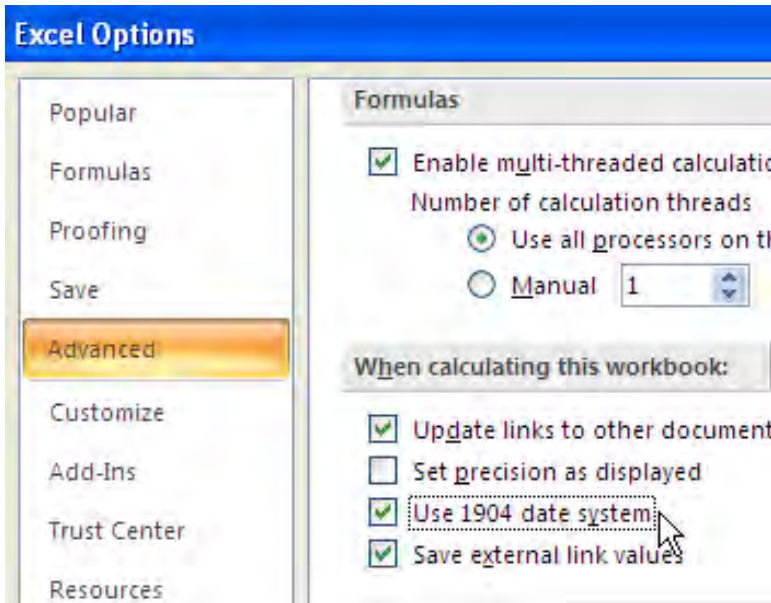 Excel Options
Popular
Formulas
Proofing
Save
Advanced
Customize
Add-Ins
Trust Center
Resources
Formulas
Enable multi-threaded calculatio
Number of calculation threads
Use all processors on th
Manual 1
When calculating this workbook:
Update links to other document
Set precision as displayed
Use 1904 date system
Save external link values